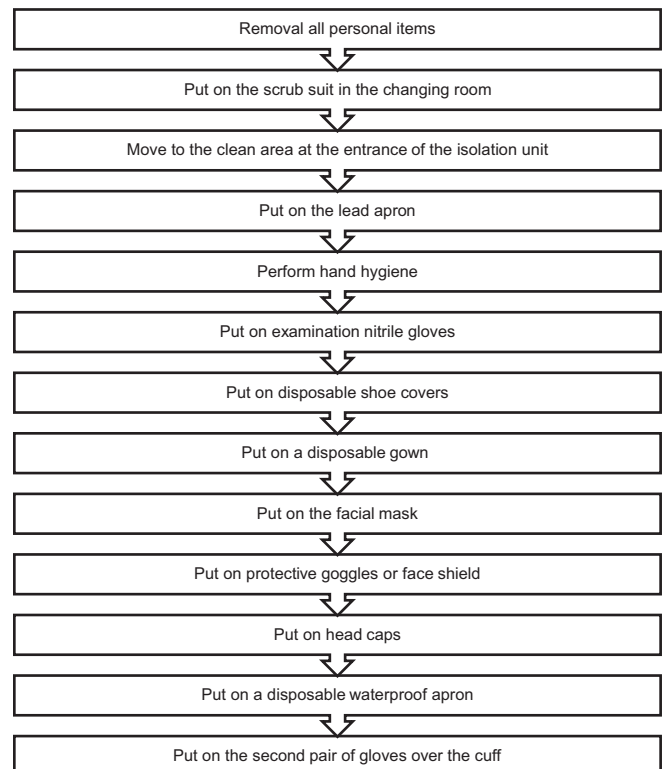 Removal all personal items
Put on the scrub suit in the changing room
Move to the clean area at the entrance of the isolation unit
Put on the lead apron
Perform hand hygiene
Put on examination nitrile gloves
Put on disposable shoe covers
Put on a disposable gown
Put on the facial mask
Put on protective goggles or face shield
Put on head caps
Put on a disposable waterproof apron
Put on the second pair of gloves over the cuff